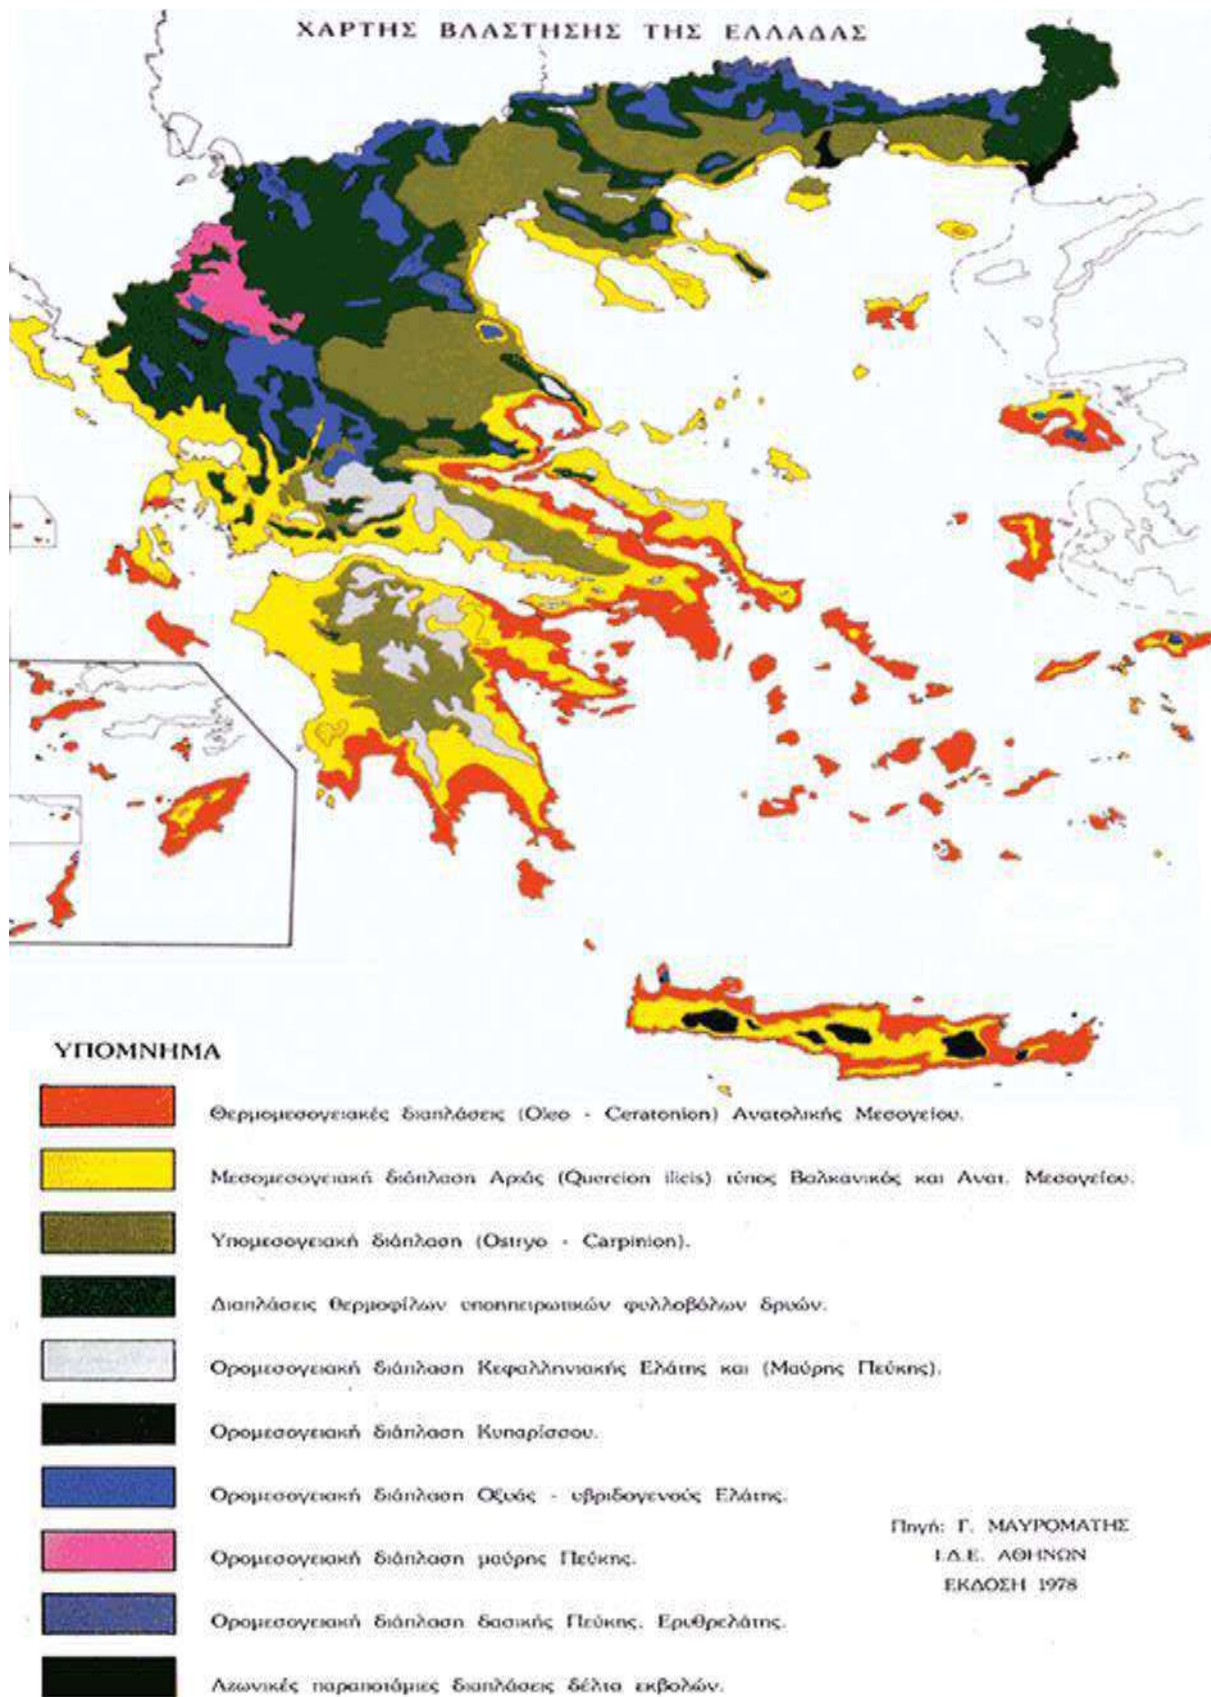 ΧΑΡΤΗΣ ΒΛΑΣΤΗΣΗΣ ΤΗΣ ΕΛΛΑΔΑΣ
ΥΠΟΜΝΗΜΑ
Θερμομεσογειακές διαπλάσεις (Oleo - Ceratonion) Ανατολικής Μεσογείου.
Μεσομεσογειακή διάπλαση Αριάς (Quercion ilicis) τύπος Βαλκανικός και Ανατ. Μεσογείου.
Υπομεσογειακή διάπλαση (Ostryo - Carpinion).
Διαπλάσεις θερμοφίλων υποηπειρωτικών φυλλοβόλων δρυών.
Ορομεσογειακή διάπλαση Κεφαλληνιακής Ελάτης και (Μαύρης Πεύκης).
Ορομεσογειακή διάπλαση Κυπαρίσσου.
Ορομεσογειακή διάπλαση Οξυάς - υβριδογενούς Ελάτης.
Ορομεσογειακή διάπλαση μαύρης Πεύκης.
Ορομεσογειακή διάπλαση δασικής Πεύκης. Ερυθρελάτης.
Αζωνικές παραποτάμιες διαπλάσεις δέλτα εκβολών.
Πηγή: Γ. ΜΑΥΡΟΜΑΤΗΣ
Ι.Δ.Ε. ΑΘΗΝΩΝ
ΕΚΔΟΣΗ 1978